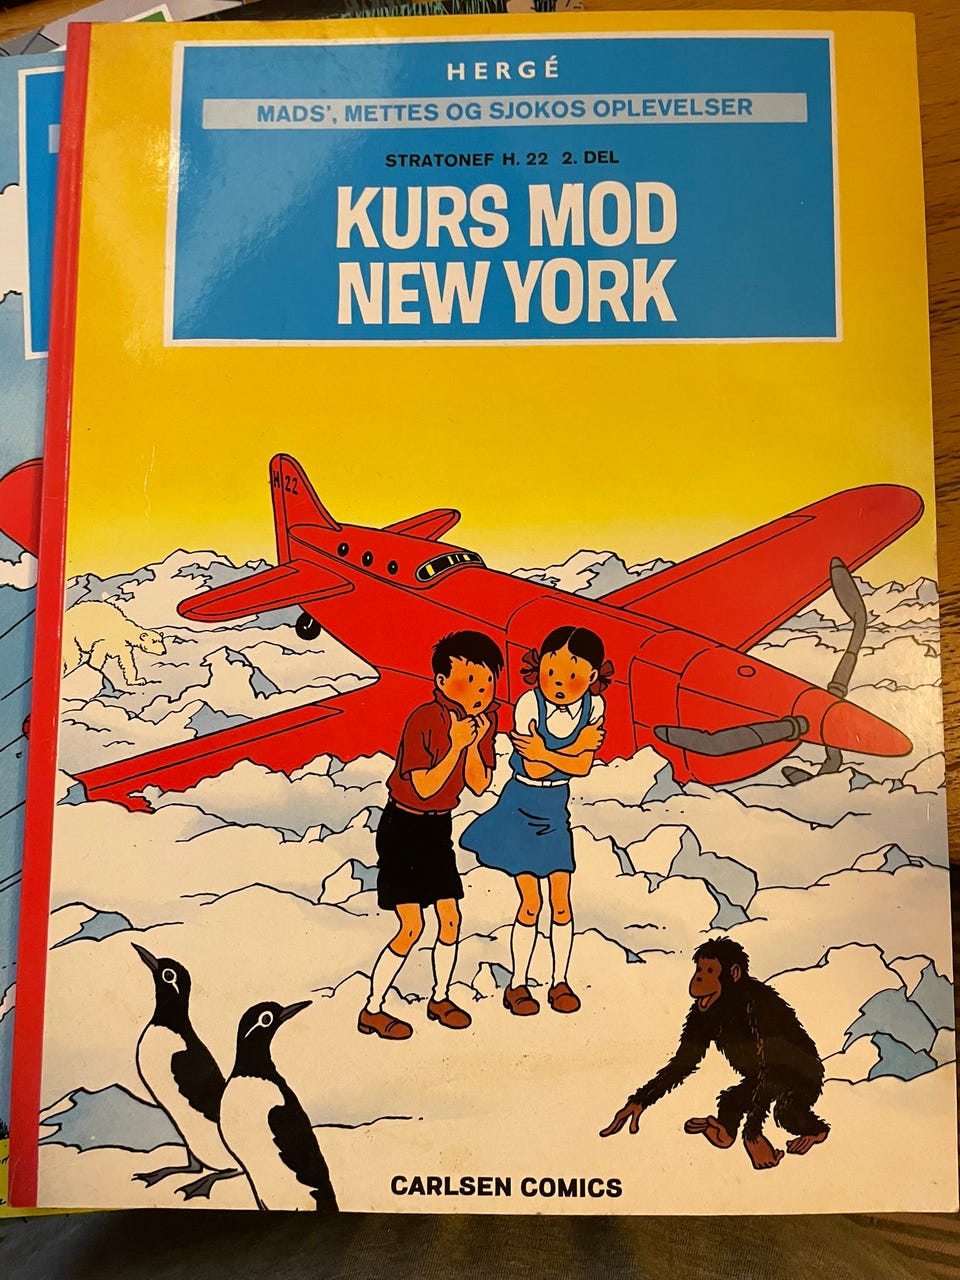 HERGÉ
MADS', METTES OG SJOKOS OPLEVELSER
STRATONEF H. 22 2. DEL
KURS MOD
NEW YORK
H 22
CARLSEN COMICS